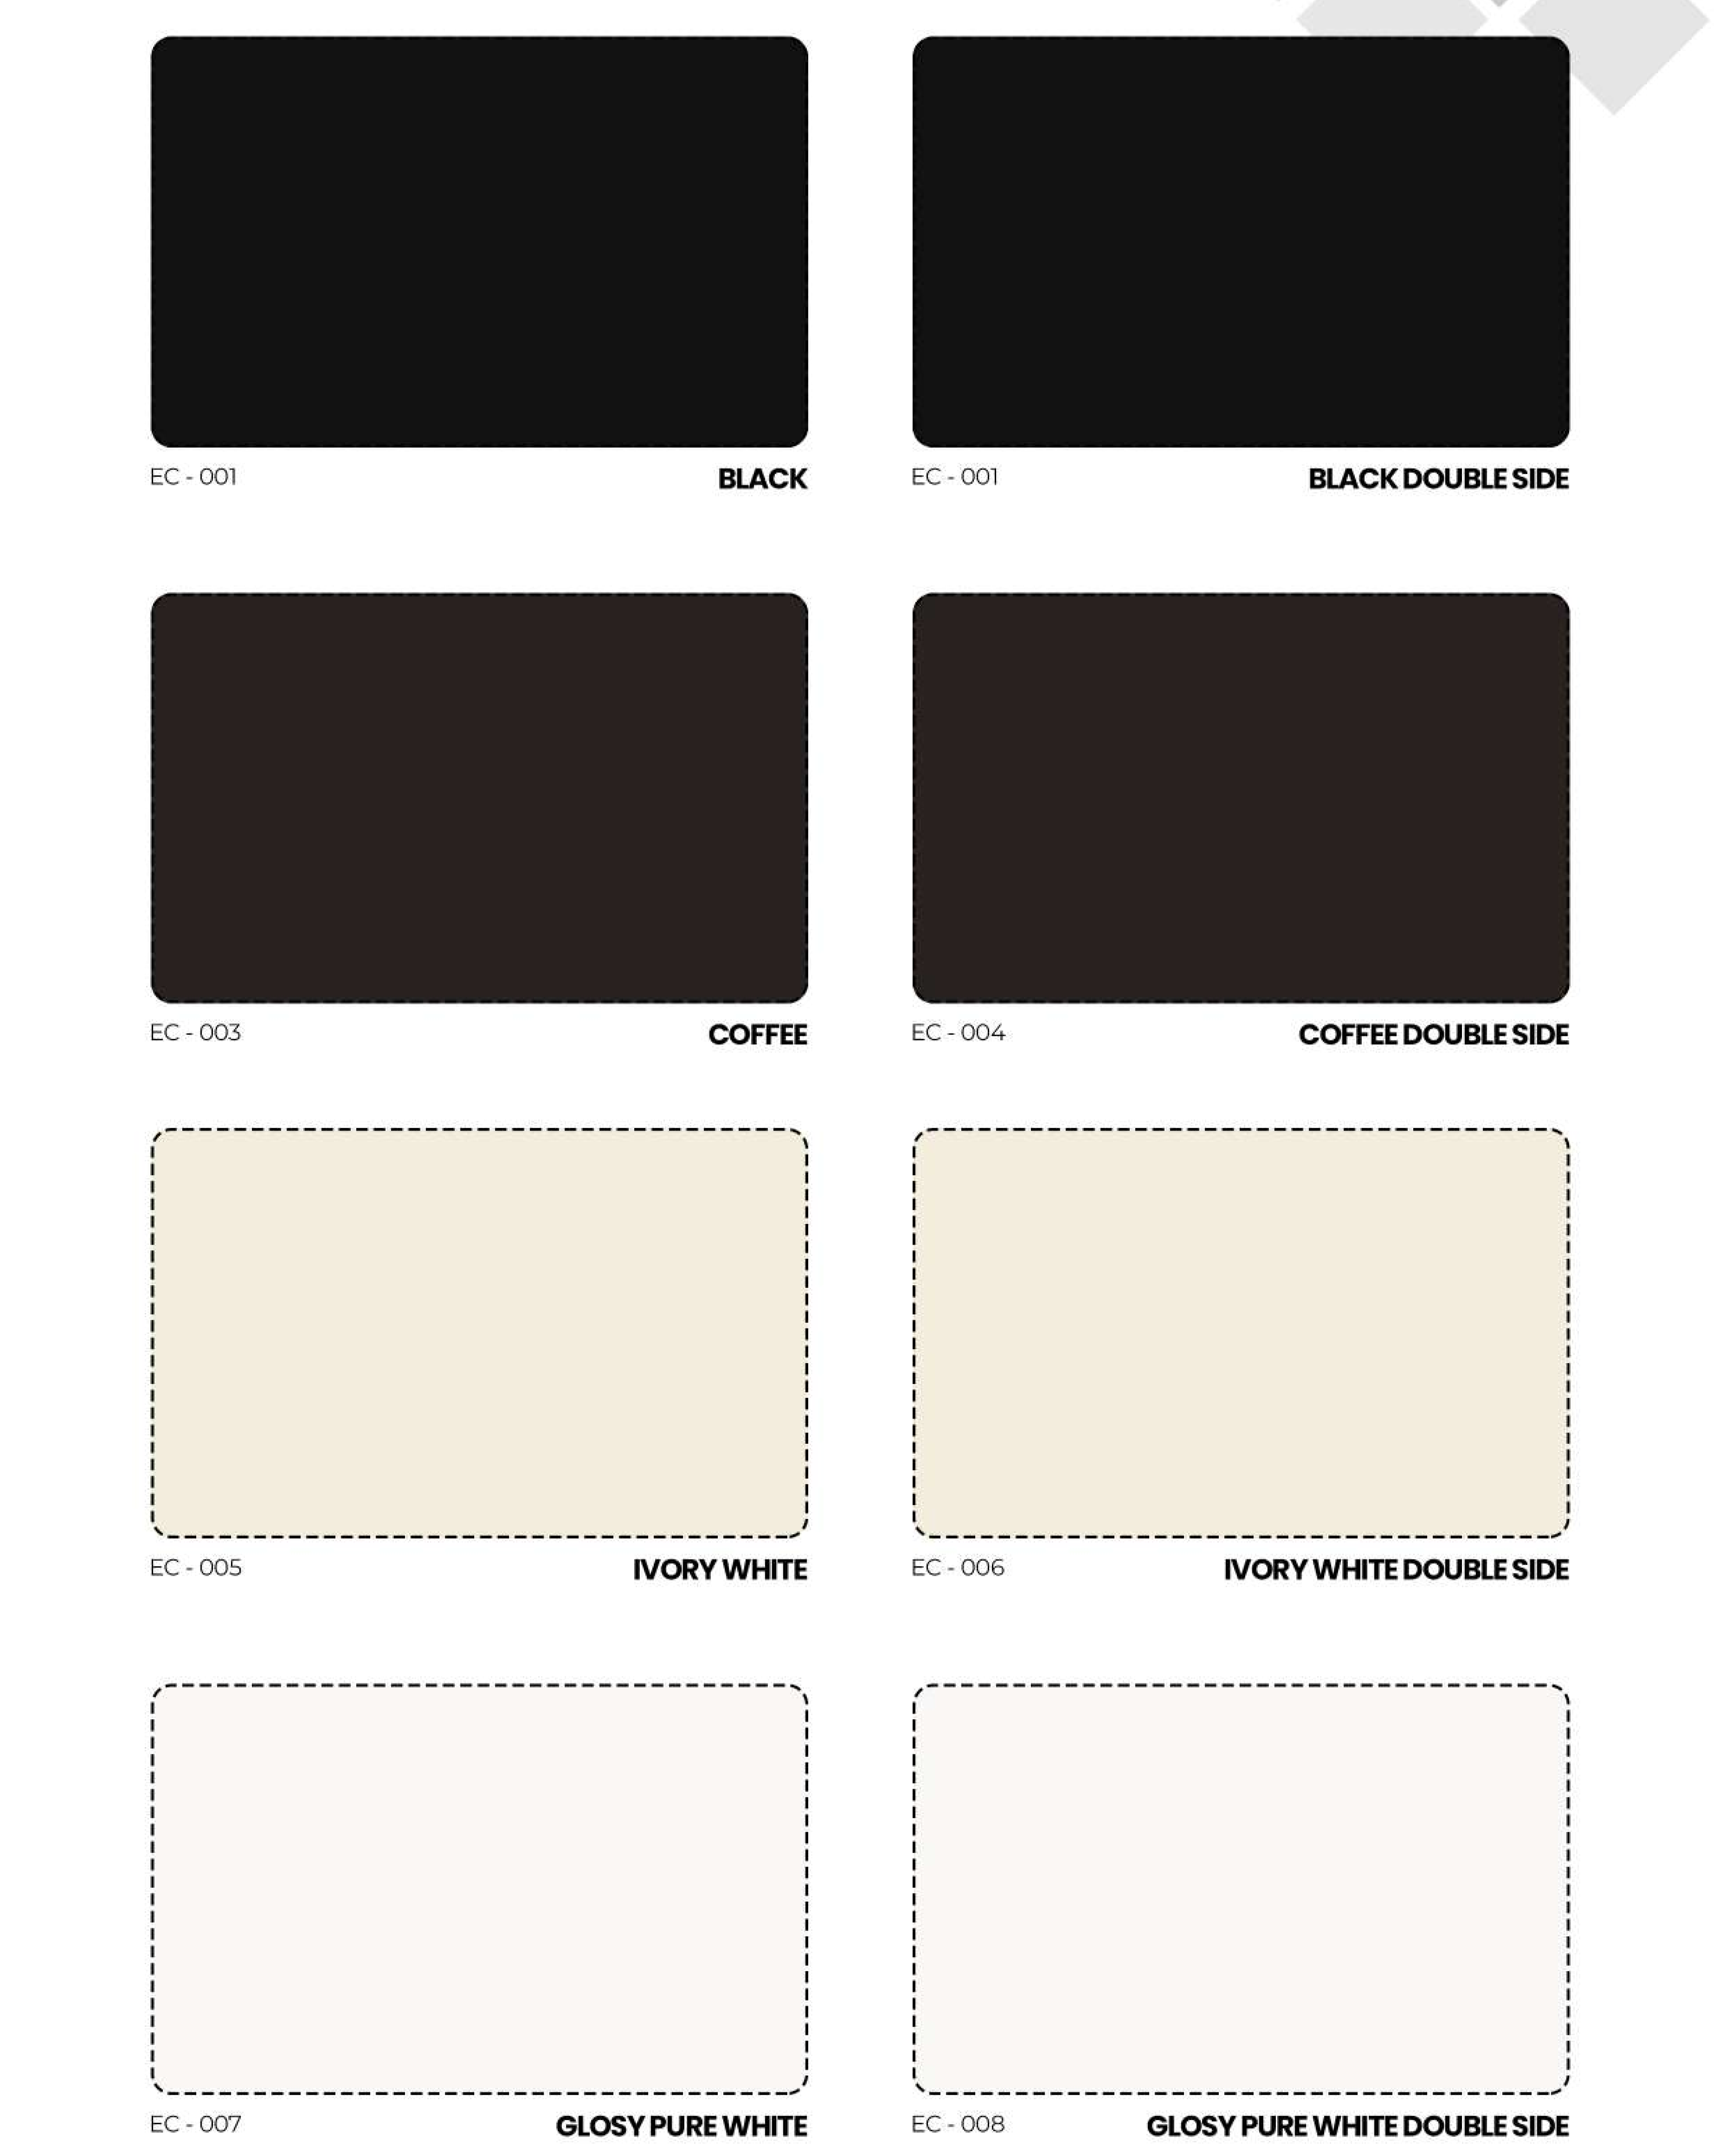 EC - 001 BLACK
EC - 001 BLACK DOUBLE SIDE
EC - 003 COFFEE
EC - 004 COFFEE DOUBLE SIDE
EC - 005 IVORY WHITE
EC - 006 IVORY WHITE DOUBLE SIDE
EC - 007 GLOSY PURE WHITE
EC - 008 GLOSY PURE WHITE DOUBLE SIDE